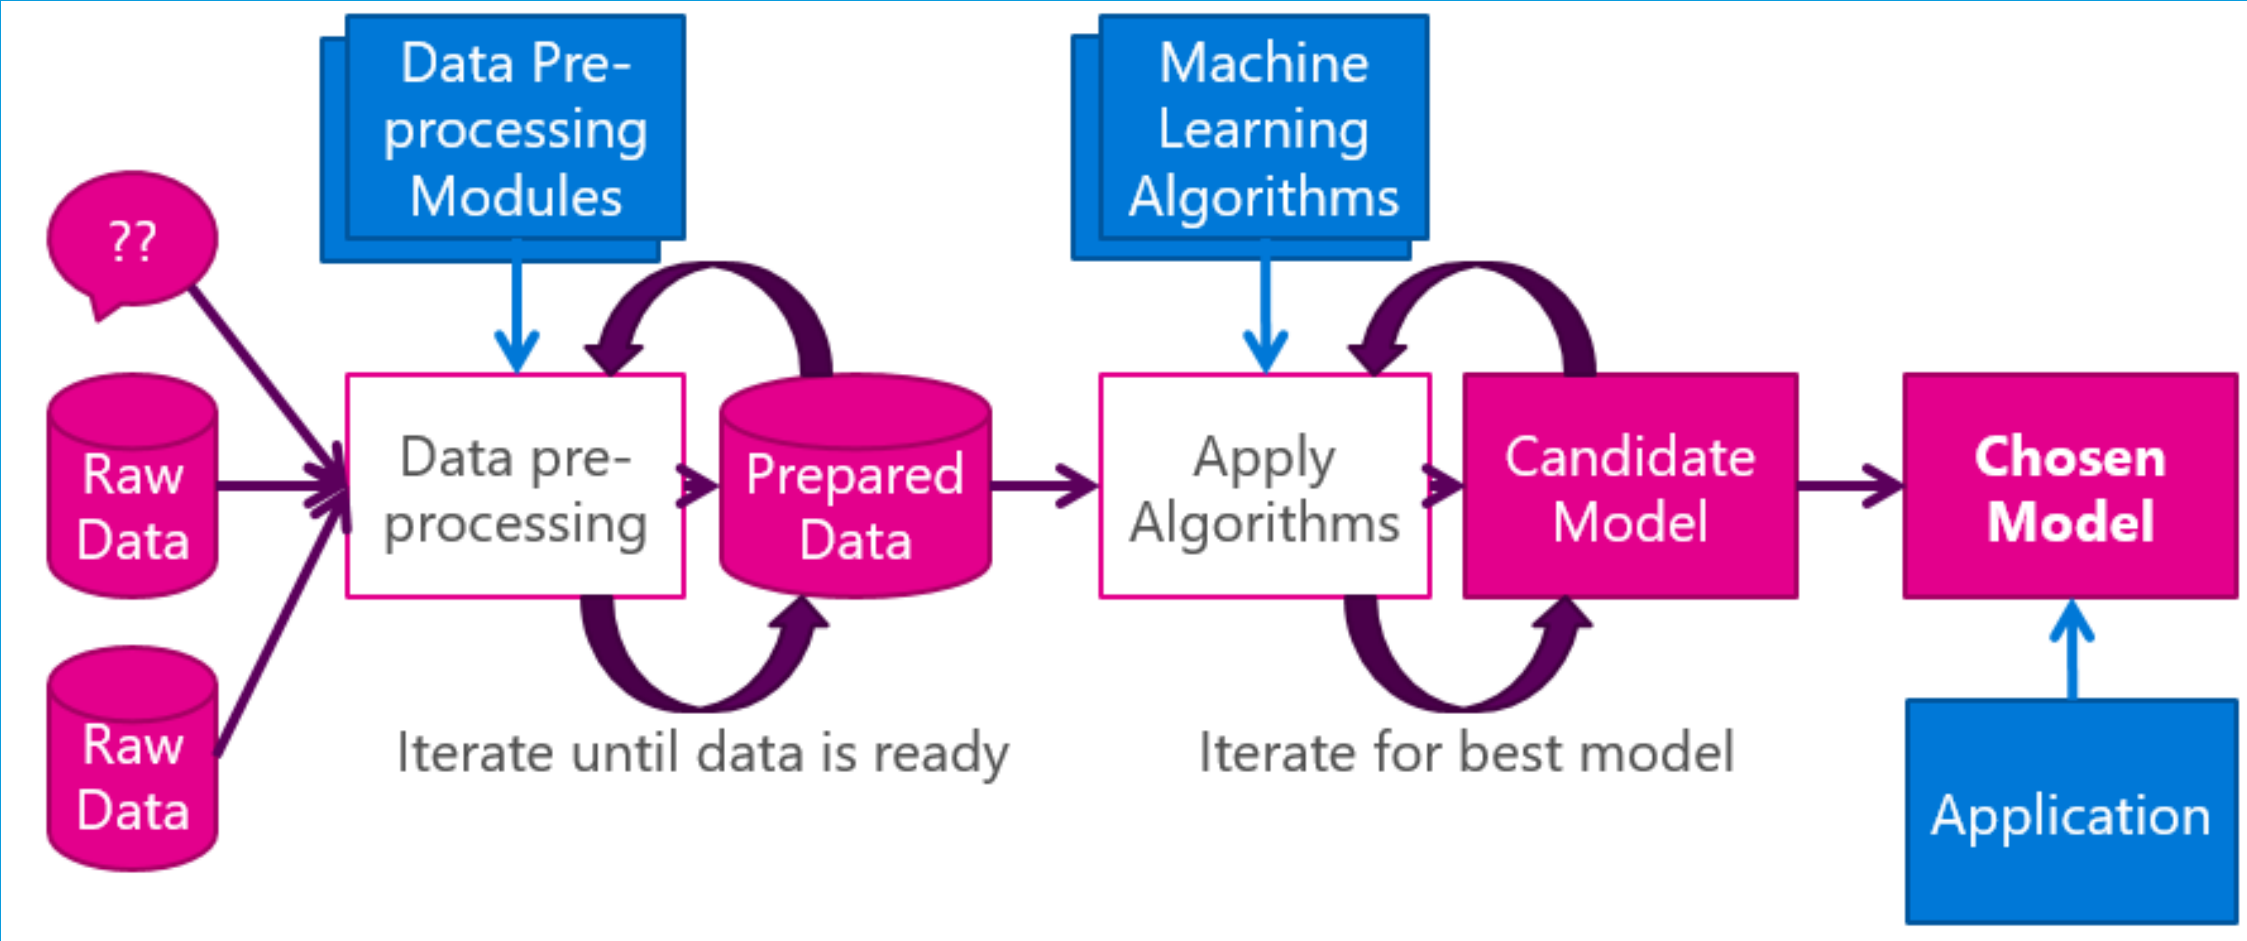 Data Pre-
processing
Modules
Machine
Learning
Algorithms
??
Raw
Data
Data pre-
processing
Prepared
Data
Apply
Algorithms
Candidate
Model
Chosen
Model
Raw
Data
Iterate until data is ready
Iterate for best model
Application